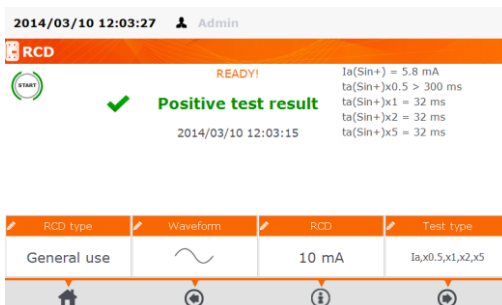 2014/03/10 12:03:27 Admin
RCD
START
READY!
Positive test result
2014/03/10 12:03:15
Ia(Sin+) = 5.8 mA
ta(Sin+)x0.5 > 300 ms
ta(Sin+)x1 = 32 ms
ta(Sin+)x2 = 32 ms
ta(Sin+)x5 = 32 ms
RCD type Waveform RCD Test type
General use 10 mA Ia,x0.5,x1,x2,x5